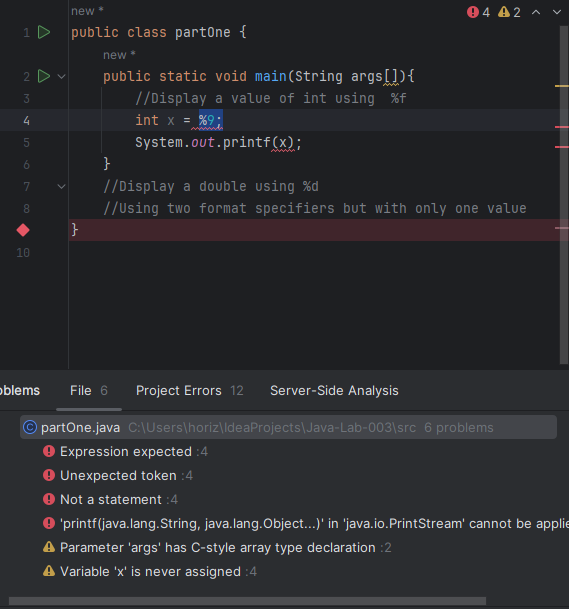 new *
4 2
1 public class partOne {
new *
2 public static void main(String args[]){
3 //Display a value of int using  %f
4 int x = %9;
5 System.out.printf(x);
6 }
7 //Display a double using %d
8 //Using two format specifiers but with only one value
}
10
oblems File 6 Project Errors 12 Server-Side Analysis
partOne.java C:\Users\horiz\IdeaProjects\Java-Lab-003\src 6 problems
Expression expected :4
Unexpected token :4
Not a statement :4
'printf(java.lang.String, java.lang.Object...)' in 'java.io.PrintStream' cannot be applie
Parameter 'args' has C-style array type declaration :2
Variable 'x' is never assigned :4